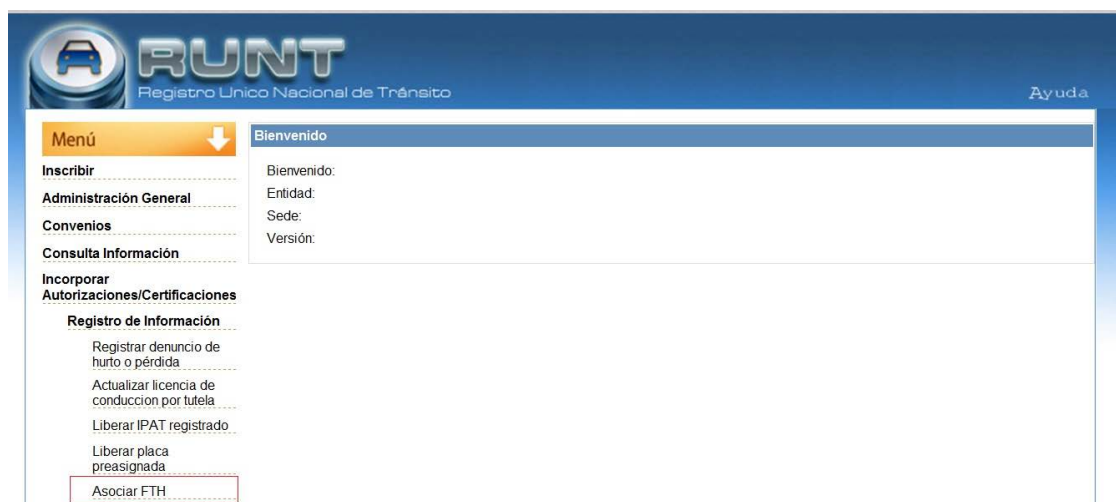 RUNT
Registro Unico Nacional de Tránsito
Ayuda
Menú
Inscribir
Administración General
Convenios
Consulta Información
Incorporar
Autorizaciones/Certificaciones
Registro de Información
Registrar denuncio de
hurto o pérdida
Actualizar licencia de
conduccion por tutela
Liberar IPAT registrado
Liberar placa
preasignada
Asociar FTH
Bienvenido
Bienvenido:
Entidad:
Sede:
Versión: